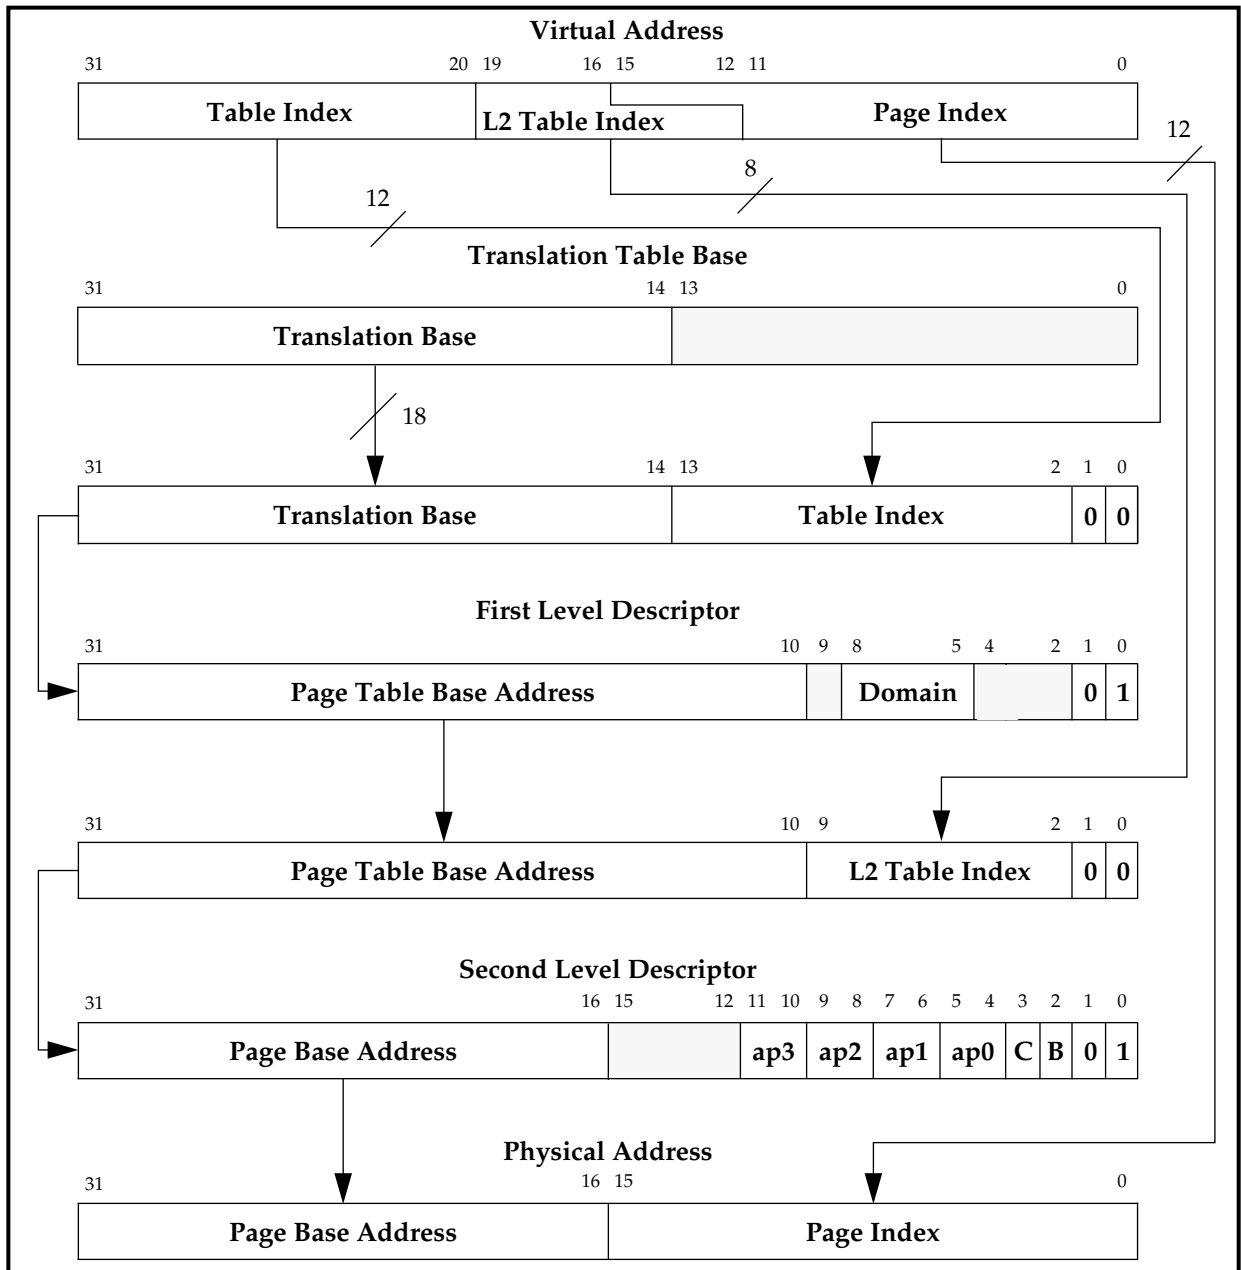 Virtual Address
31 20 19 16 15 12 11 0
Table Index L2 Table Index Page Index
12
8
12
Translation Table Base
31 14 13 0
Translation Base
18
31 14 13 2 1 0
Translation Base Table Index 0 0
First Level Descriptor
31 10 9 8 5 4 2 1 0
Page Table Base Address Domain 0 1
31 10 9 2 1 0
Page Table Base Address L2 Table Index 0 0
Second Level Descriptor
31 16 15 12 11 10 9 8 7 6 5 4 3 2 1 0
Page Base Address ap3 ap2 ap1 ap0 C B 0 1
Physical Address
31 16 15 0
Page Base Address Page Index